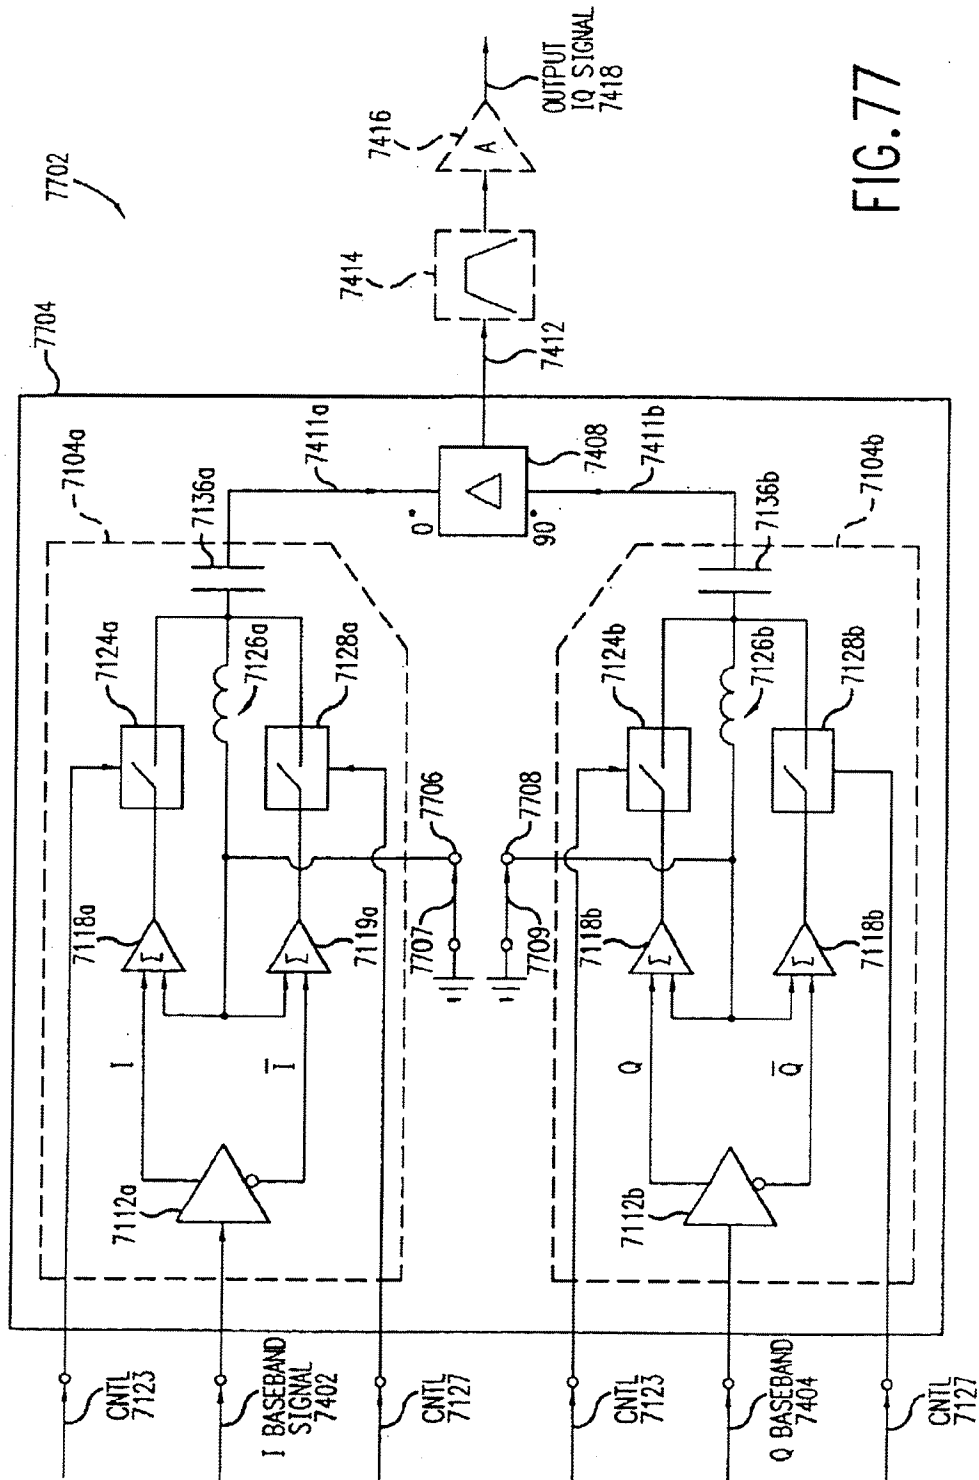 7702
7704
7104a
7124a
7136a
7118a
7126a
7411a
I
7112a
Σ
Ī
Σ
7119a
7128a
0°
7416
A
7414
7412
OUTPUT
IQ SIGNAL
7418
7408
90°
7411b
7706
7707
7708
7709
7104b
7124b
7136b
7118b
7126b
Q
7112b
Σ
Q̄
Σ
7118b
7128b
CNTL
7123
I BASEBAND
SIGNAL
7402
CNTL
7127
CNTL
7123
Q BASEBAND
7404
CNTL
7127
FIG.77